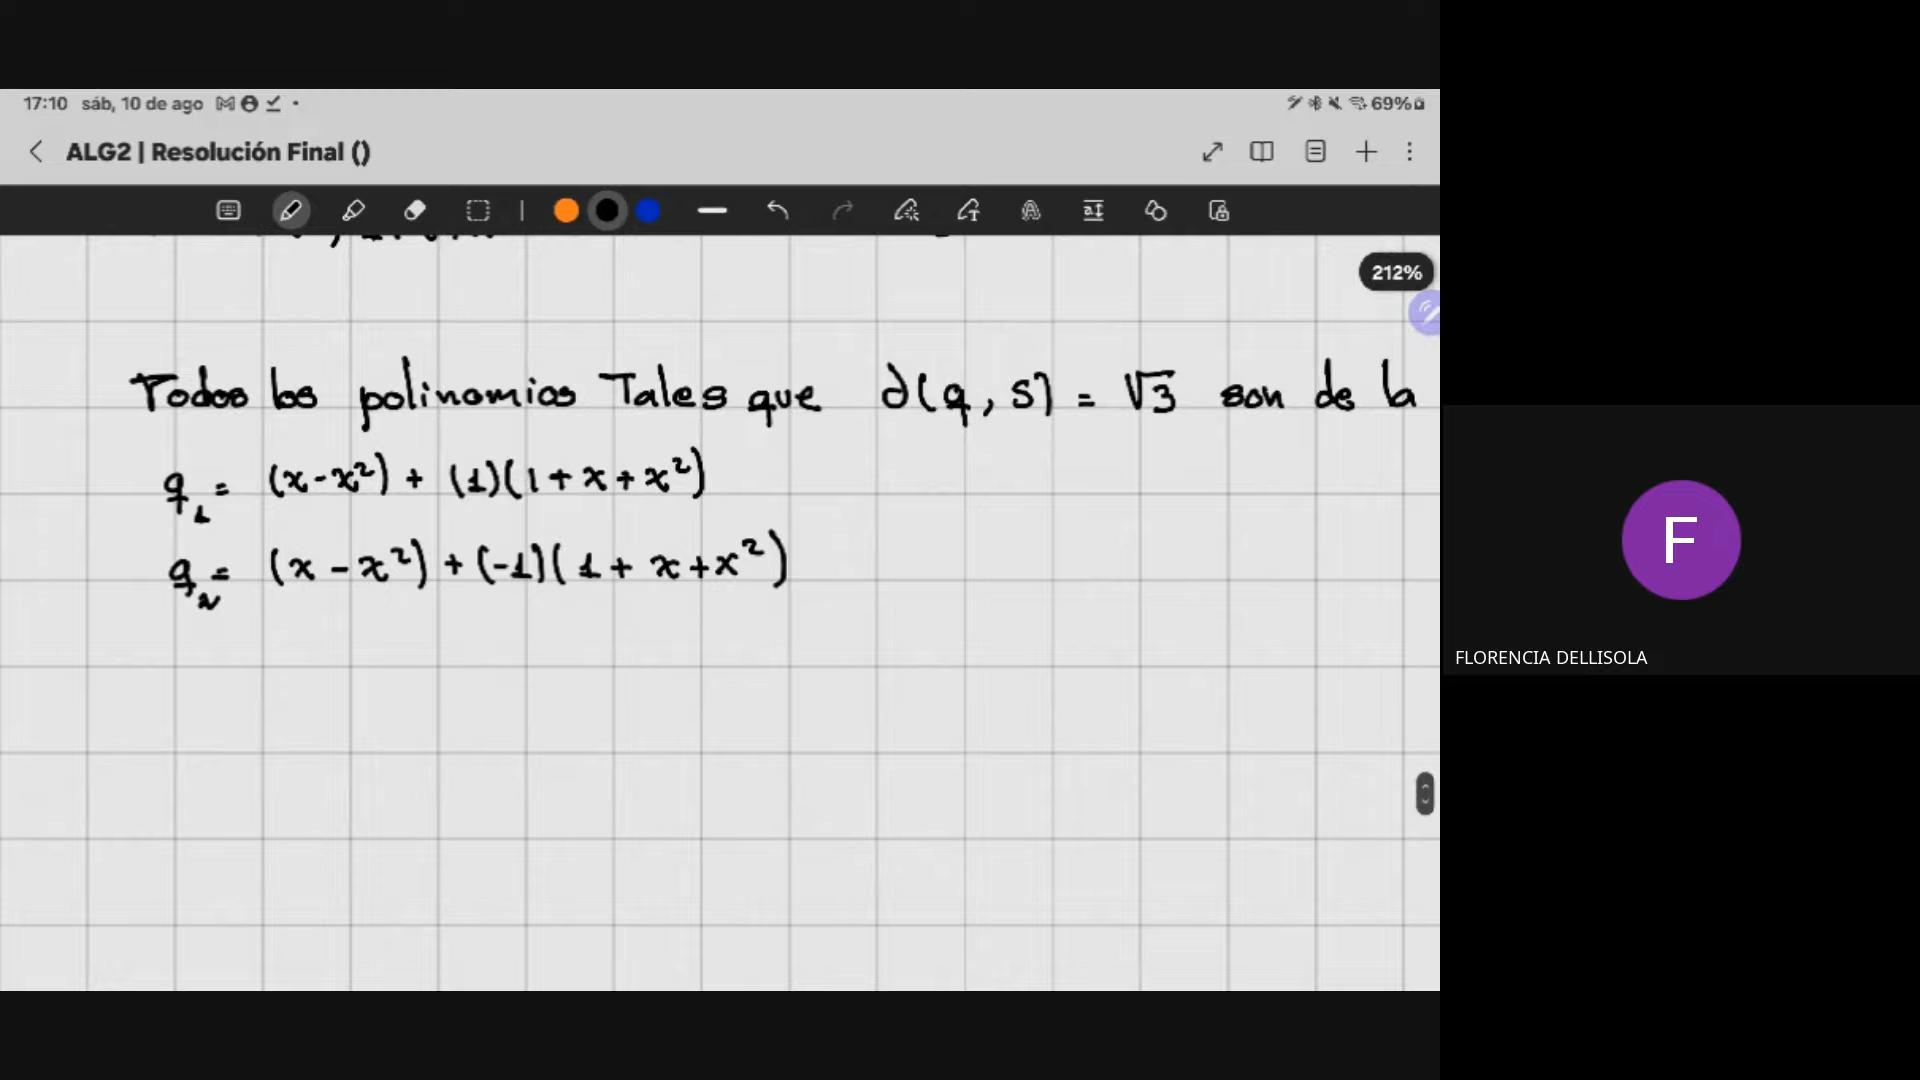 17:10 sáb, 10 de ago
69%
ALG2 | Resolución Final ()
212%
Todos los polinomios Tales que d(q, S) = √3 son de la
q₁ = (x-x²) + (1)(1+x+x²)
q₂ = (x-x²) + (-1)(1+x+x²)
F
FLORENCIA DELLISOLA